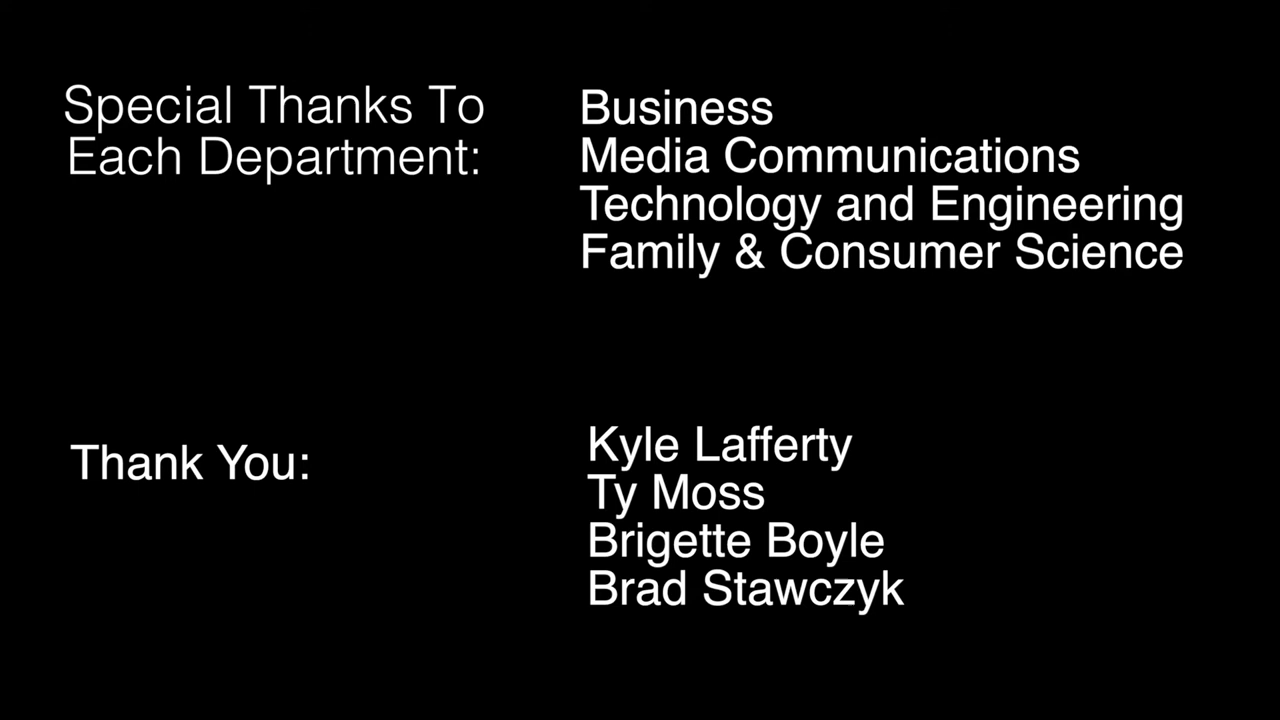 Special Thanks To
Each Department:
Business
Media Communications
Technology and Engineering
Family & Consumer Science
Thank You:
Kyle Lafferty
Ty Moss
Brigette Boyle
Brad Stawczyk